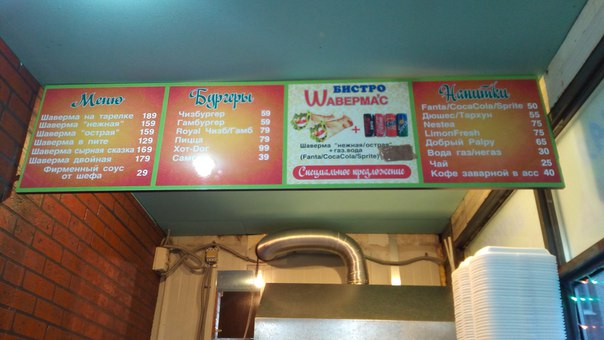 Меню
Шаверма на тарелке 189
Шаверма "нежная" 159
Шаверма "острая" 159
Шаверма в пите 129
Шаверма сырная сказка 169
Шаверма двойная 179
Фирменный соус
от шефа 29
Бургеры
Чизбургер 59
Гамбургер 59
Royal Чизб/Гамб 79
Пицца 79
Хот-Dог 99
39
БИСТРО
WАВЕРМА'С
Шаверма "нежная/острая"
+газ.вода
(Fanta/CocaCola/Sprite)
Специальное предложение
Напитки
Fanta/CocaCola/Sprite 50
Дюшес/Тархун 55
Nestea 75
LimonFresh 75
Добрый Palpy 65
Вода газ/негаз 30
Чай 25
Кофе заварной в асс 40